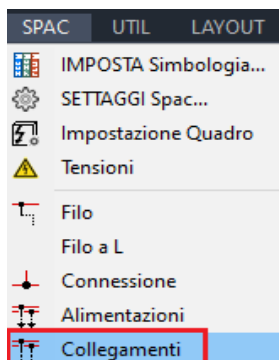 SPAC UTIL LAYOUT
IMPOSTA Simbologia...
SETTAGGI Spac...
Impostazione Quadro
Tensioni
Filo
Filo a L
Connessione
Alimentazioni
Collegamenti